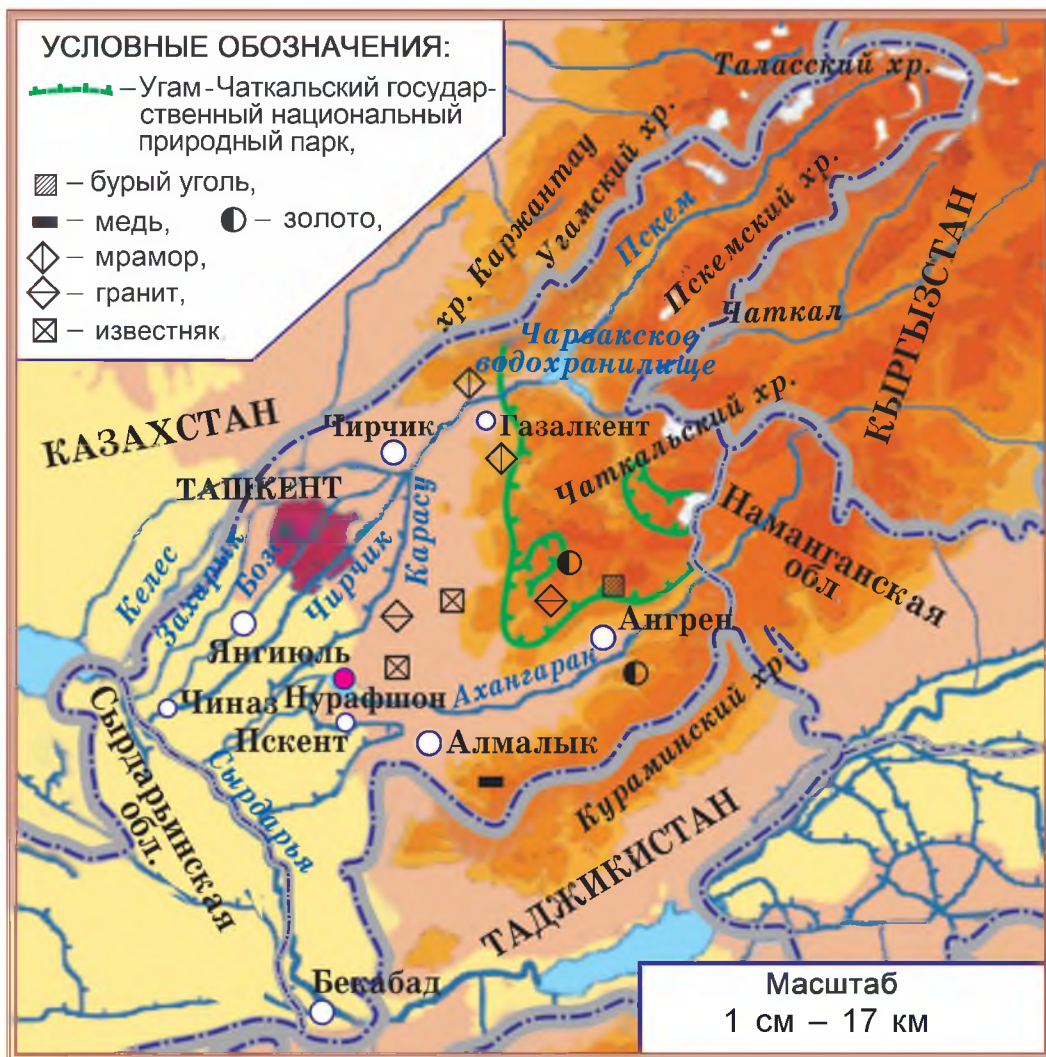 УСЛОВНЫЕ ОБОЗНАЧЕНИЯ:
– Угам-Чаткальский государ-
ственный национальный
природный парк,
– бурый уголь,
– медь, – золото,
– мрамор,
– гранит,
– известняк
Таласский хр.
хр. Каржантау
Угамский хр.
Пскем
Пскемский хр.
Чаткал
КЫРГЫЗСТАН
Чарвакское
водохранилище
КАЗАХСТАН
Чирчик
Газалкент
Чаткальский хр.
ТАШКЕНТ
Карасу
Наманганская
обл
Келес
Захарык
Чирчик
Ангрен
Янгиюль
Ахангаран
Чиназ
Нурафшон
Пскент
Алмалык
Кураминский хр.
Сырдарьинская
обл.
Сырдарья
ТАДЖИКИСТАН
Бекабад
Масштаб
1 см – 17 км